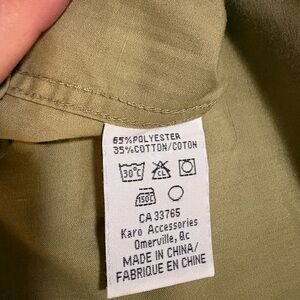 65% POLYESTER
35% COTTON/COTON
30°C CL
150C
CA 33765
Karo Accessories
Omerville, Qc
MADE IN CHINA/
FABRIQUE EN CHINE